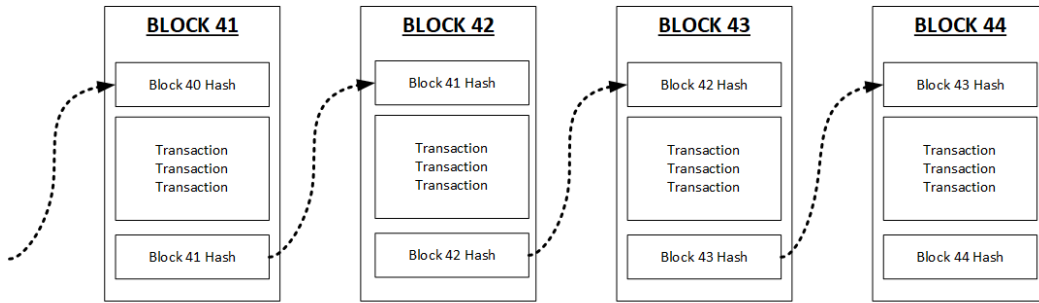 BLOCK 41
Block 40 Hash
Transaction
Transaction
Transaction
Block 41 Hash
BLOCK 42
Block 41 Hash
Transaction
Transaction
Transaction
Block 42 Hash
BLOCK 43
Block 42 Hash
Transaction
Transaction
Transaction
Block 43 Hash
BLOCK 44
Block 43 Hash
Transaction
Transaction
Transaction
Block 44 Hash